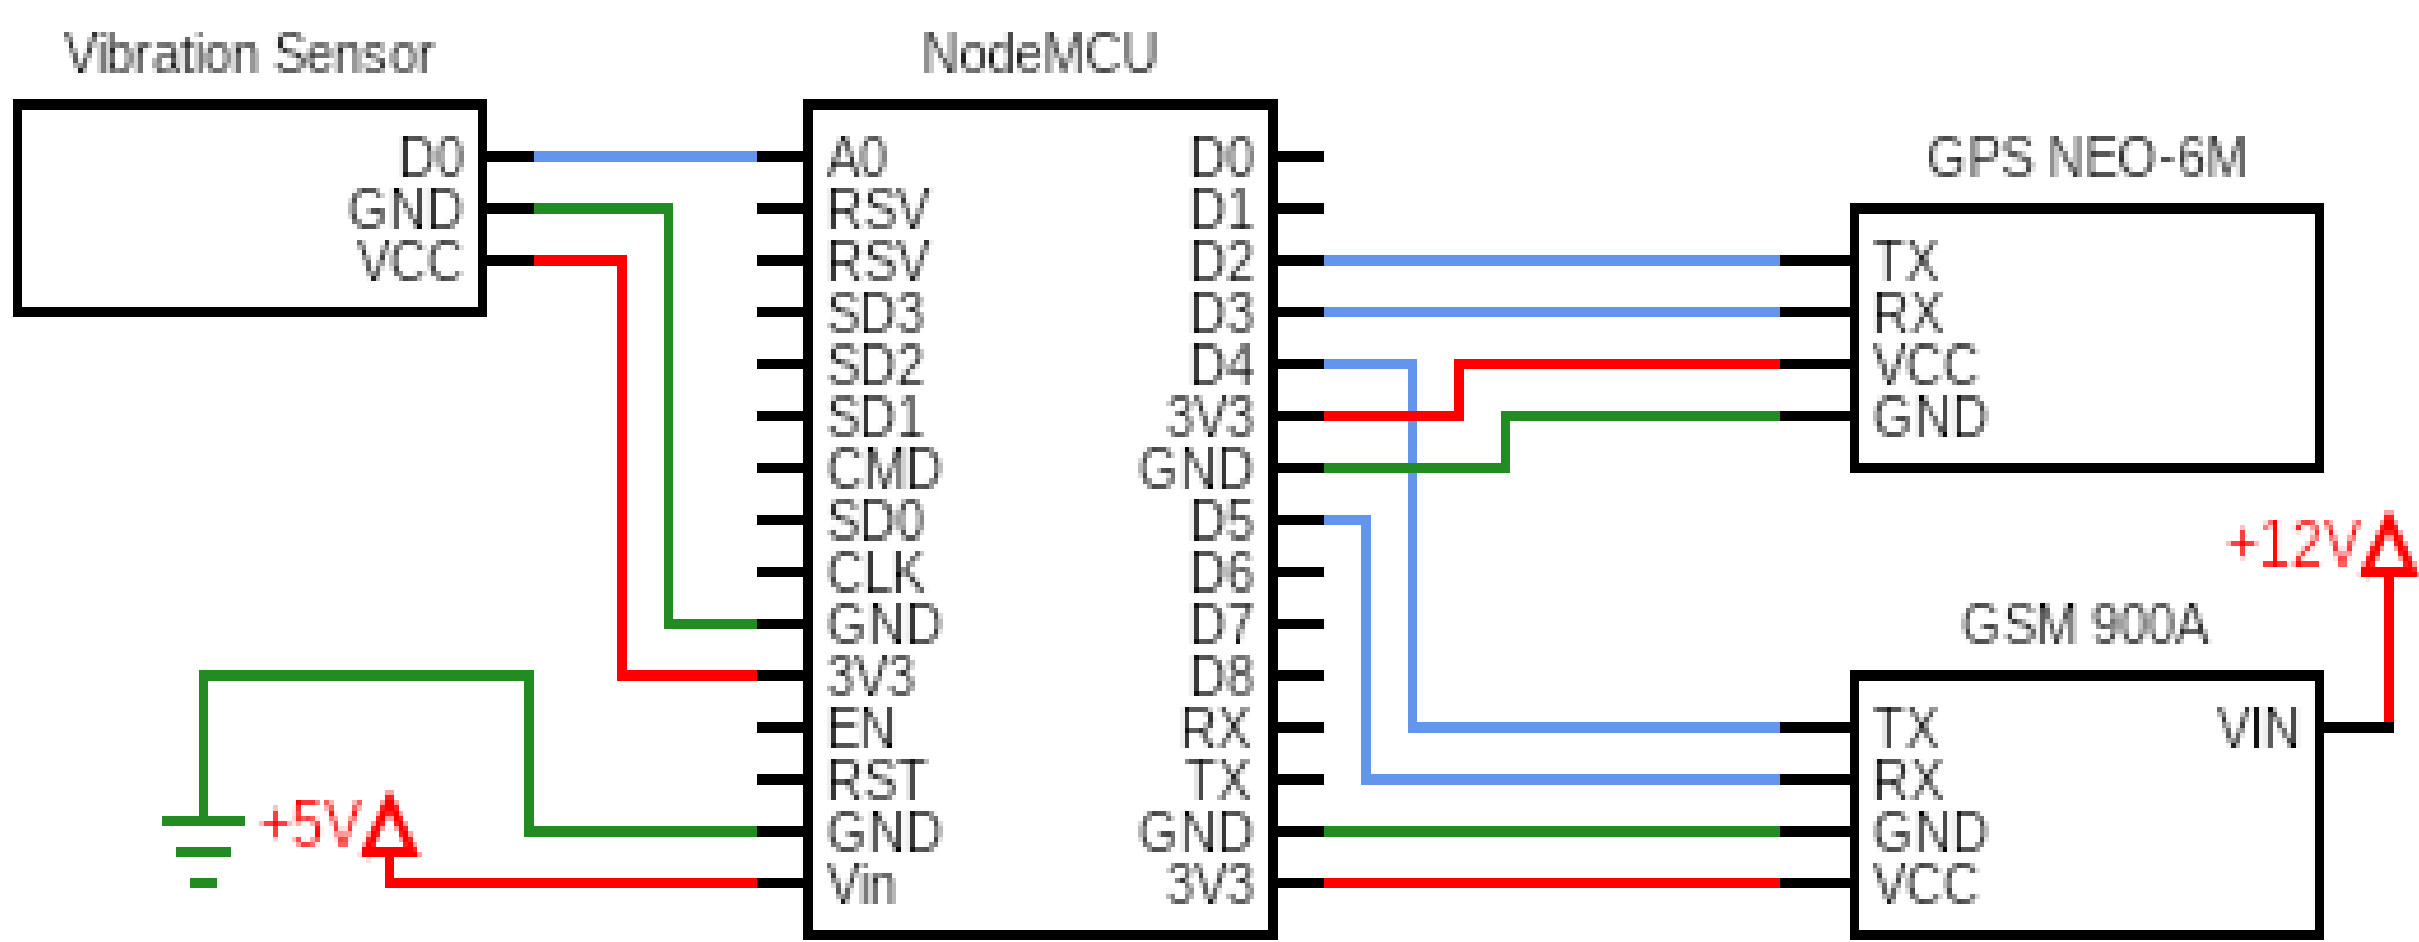 Vibration Sensor
D0
GND
VCC
NodeMCU
A0
RSV
RSV
SD3
SD2
SD1
CMD
SD0
CLK
GND
3V3
EN
RST
GND
Vin
D0
D1
D2
D3
D4
3V3
GND
D5
D6
D7
D8
RX
TX
GND
3V3
GPS NEO-6M
TX
RX
VCC
GND
+12V
GSM 900A
TX
RX
GND
VCC
VIN
+5V